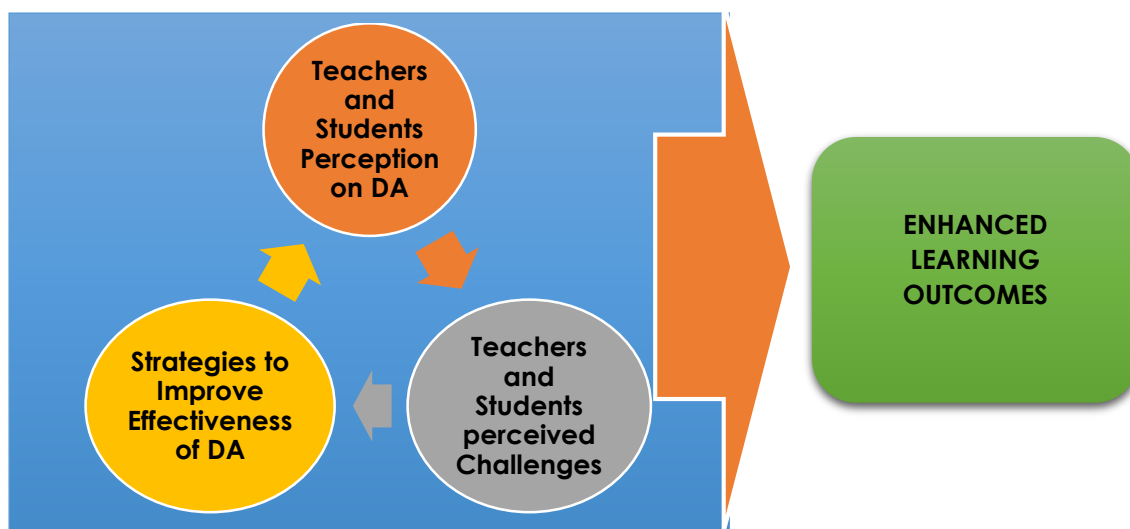 Teachers
and
Students
Perception
on DA
Strategies to
Improve
Effectiveness
of DA
Teachers
and
Students
perceived
Challenges
ENHANCED
LEARNING
OUTCOMES